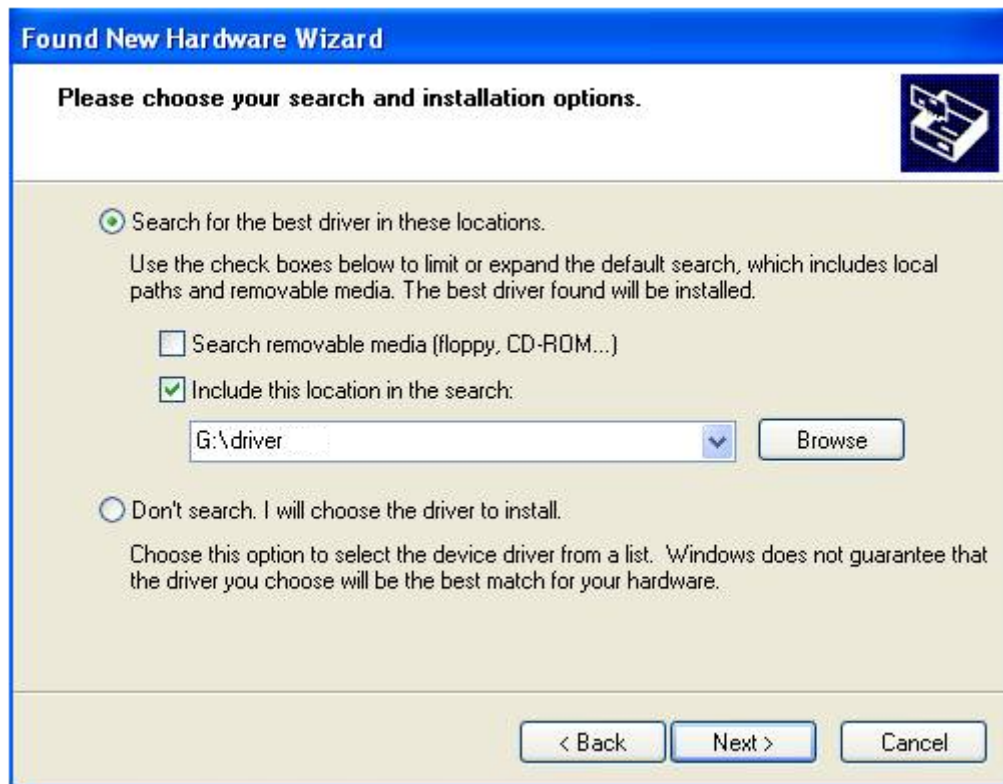 Found New Hardware Wizard
Please choose your search and installation options.
Search for the best driver in these locations.
Use the check boxes below to limit or expand the default search, which includes local
paths and removable media. The best driver found will be installed.
Search removable media (floppy, CD-ROM...)
Include this location in the search:
G:\driver
Browse
Don't search. I will choose the driver to install.
Choose this option to select the device driver from a list. Windows does not guarantee that
the driver you choose will be the best match for your hardware.
< Back
Next >
Cancel